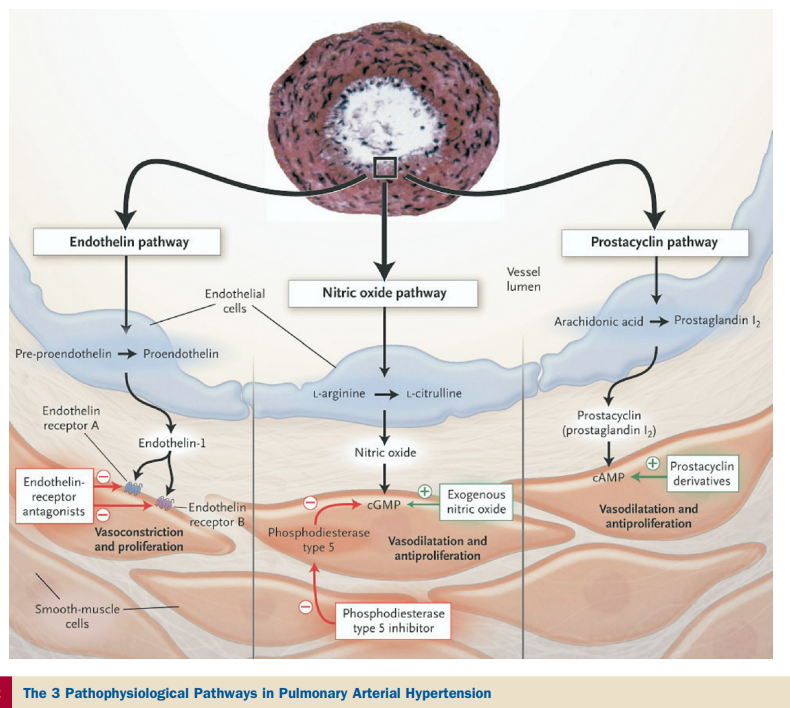 Endothelin pathway
Nitric oxide pathway
Prostacyclin pathway
Vessel
lumen
Endothelial
cells
Pre-proendothelin
Proendothelin
L-arginine
L-citrulline
Arachidonic acid
Prostaglandin I2
Endothelin
receptor A
Endothelin-1
Nitric oxide
Prostacyclin
(prostaglandin I2)
Endothelin-
receptor
antagonists
Endothelin
receptor B
Vasoconstriction
and proliferation
cGMP
Exogenous
nitric oxide
Phosphodiesterase
type 5
Vasodilatation and
antiproliferation
cAMP
Prostacyclin
derivatives
Vasodilatation and
antiproliferation
Smooth-muscle
cells
Phosphodiesterase
type 5 inhibitor
The 3 Pathophysiological Pathways in Pulmonary Arterial Hypertension